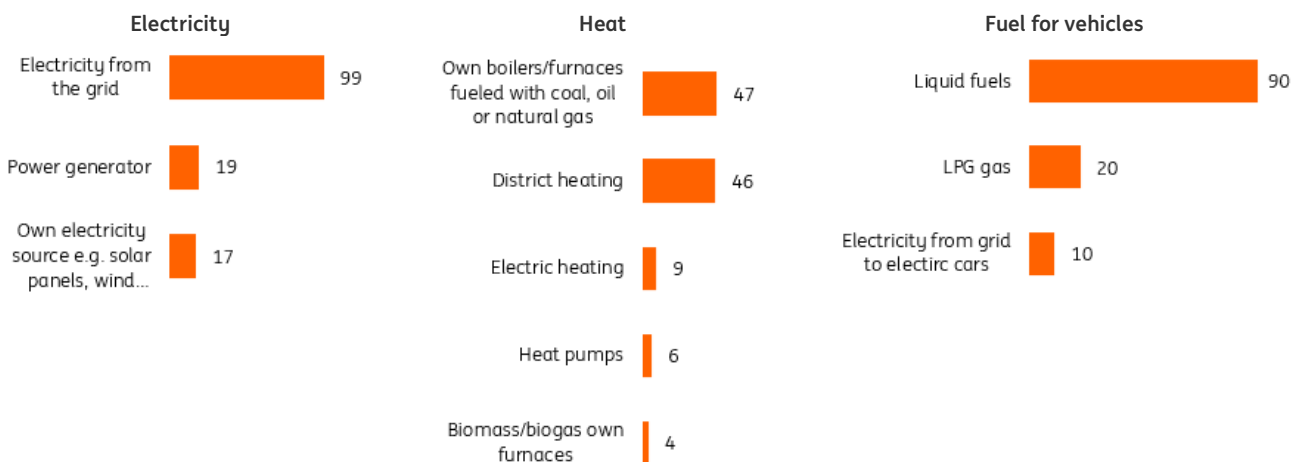 Electricity
Electricity from
the grid
99
Power generator
19
Own electricity
source e.g. solar
panels, wind...
17
Heat
Own boilers/furnaces
fueled with coal, oil
or natural gas
47
District heating
46
Electric heating
9
Heat pumps
6
Biomass/biogas own
furnaces
4
Fuel for vehicles
Liquid fuels
90
LPG gas
20
Electricity from grid
to electirc cars
10